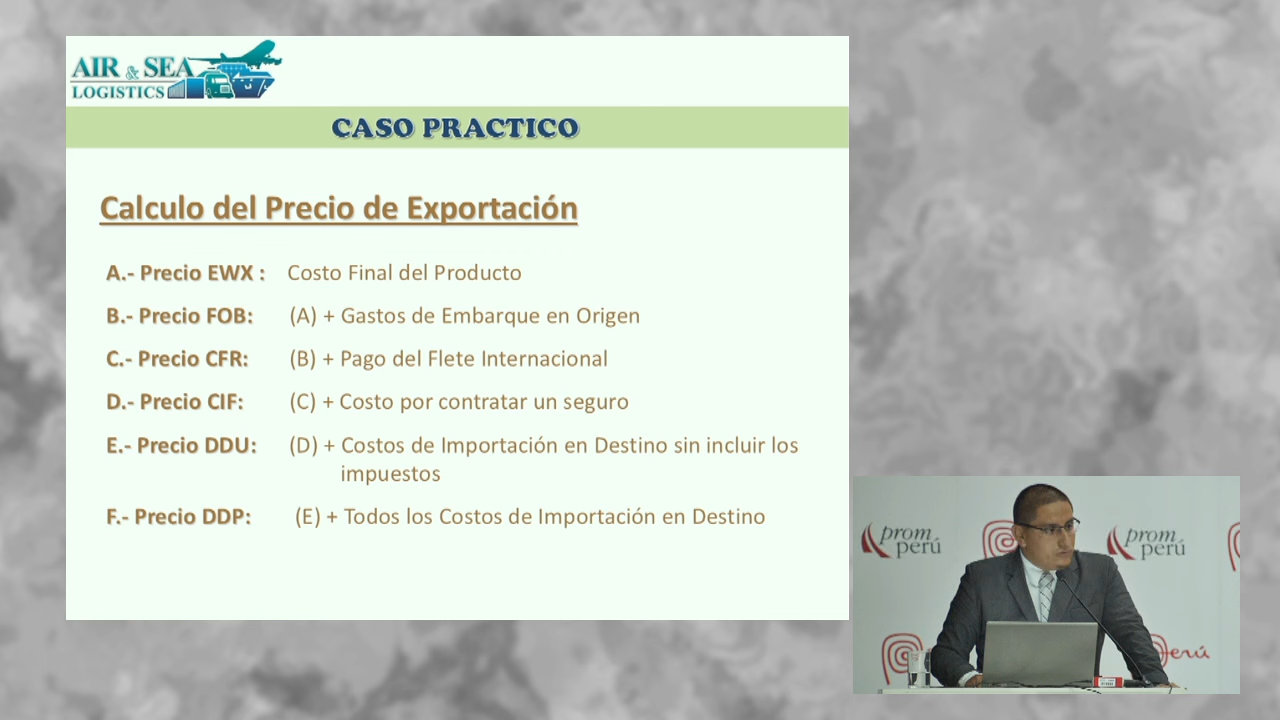 AIR & SEA
LOGISTICS
CASO PRACTICO
Calculo del Precio de Exportación
A.- Precio EWX : Costo Final del Producto
B.- Precio FOB: (A) + Gastos de Embarque en Origen
C.- Precio CFR: (B) + Pago del Flete Internacional
D.- Precio CIF: (C) + Costo por contratar un seguro
E.- Precio DDU: (D) + Costos de Importación en Destino sin incluir los
impuestos
F.- Precio DDP: (E) + Todos los Costos de Importación en Destino
prom
perú
prom
perú